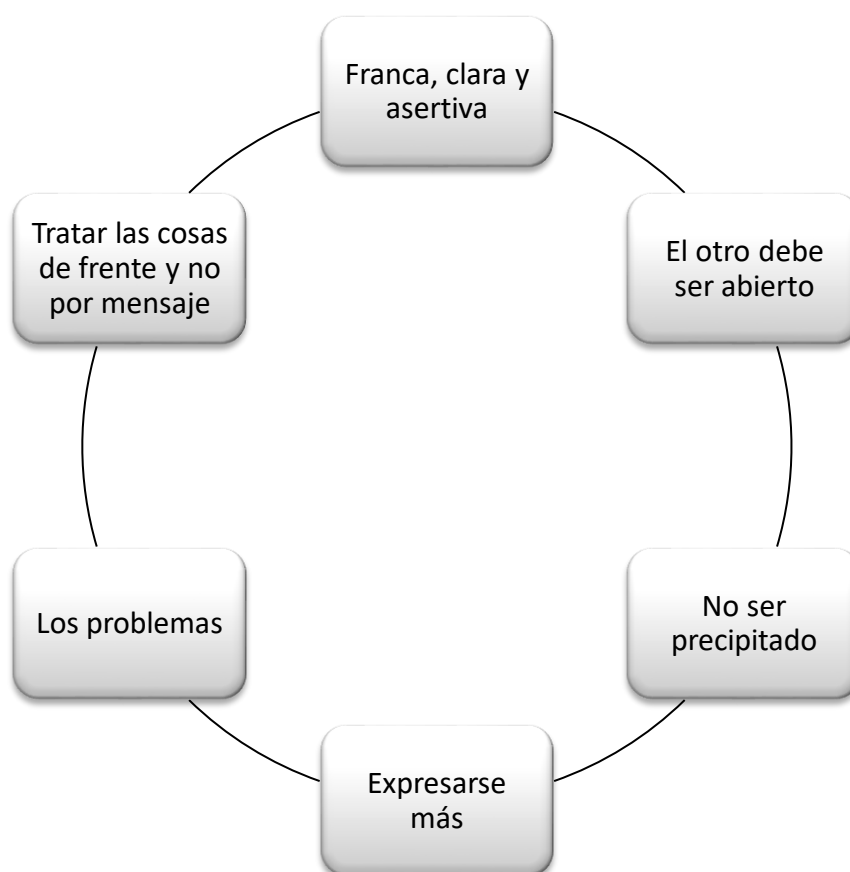 Franca, clara y
asertiva
El otro debe
ser abierto
No ser
precipitado
Expresarse
más
Los problemas
Tratar las cosas
de frente y no
por mensaje